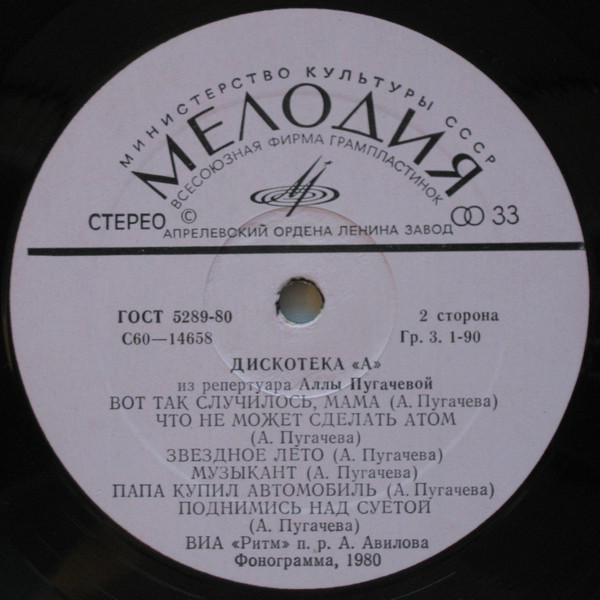 МИНИСТЕРСТВО КУЛЬТУРЫ СССР
МЕЛОДИЯ
ВСЕСОЮЗНАЯ ФИРМА ГРАМПЛАСТИНОК
СТЕРЕО © 33
АПРЕЛЕВСКИЙ ОРДЕНА ЛЕНИНА ЗАВОД
ГОСТ 5289-80 2 сторона
С60—14658 Гр. 3. 1-90
ДИСКОТЕКА «А»
из репертуара Аллы Пугачевой
ВОТ ТАК СЛУЧИЛОСЬ, МАМА (А. Пугачева)
ЧТО НЕ МОЖЕТ СДЕЛАТЬ АТОМ
(А. Пугачева)
ЗВЕЗДНОЕ ЛЕТО (А. Пугачева)
МУЗЫКАНТ (А. Пугачева)
ПАПА КУПИЛ АВТОМОБИЛЬ (А. Пугачева)
ПОДНИМИСЬ НАД СУЕТОЙ
(А. Пугачева)
ВИА «Ритм» п. р. А. Авилова
Фонограмма, 1980